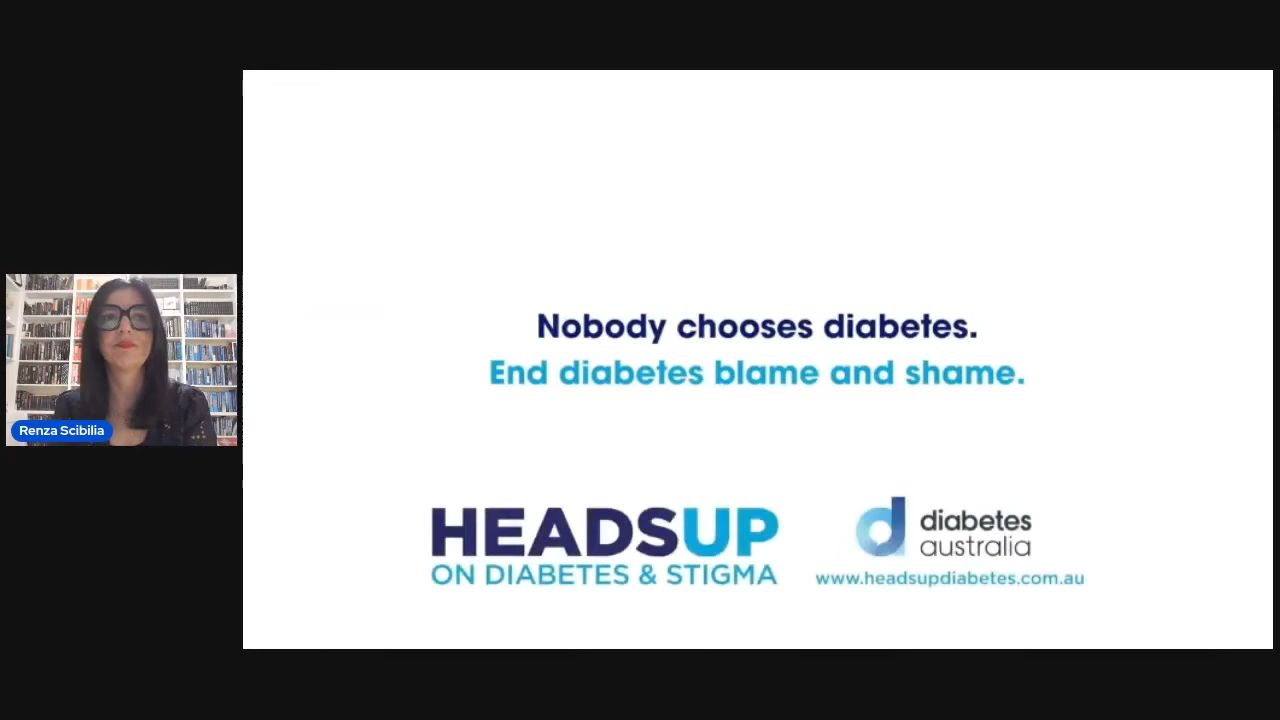 Nobody chooses diabetes.
End diabetes blame and shame.
Renza Scibilia
HEADSUP
ON DIABETES & STIGMA
diabetes
australia
www.headsupdiabetes.com.au